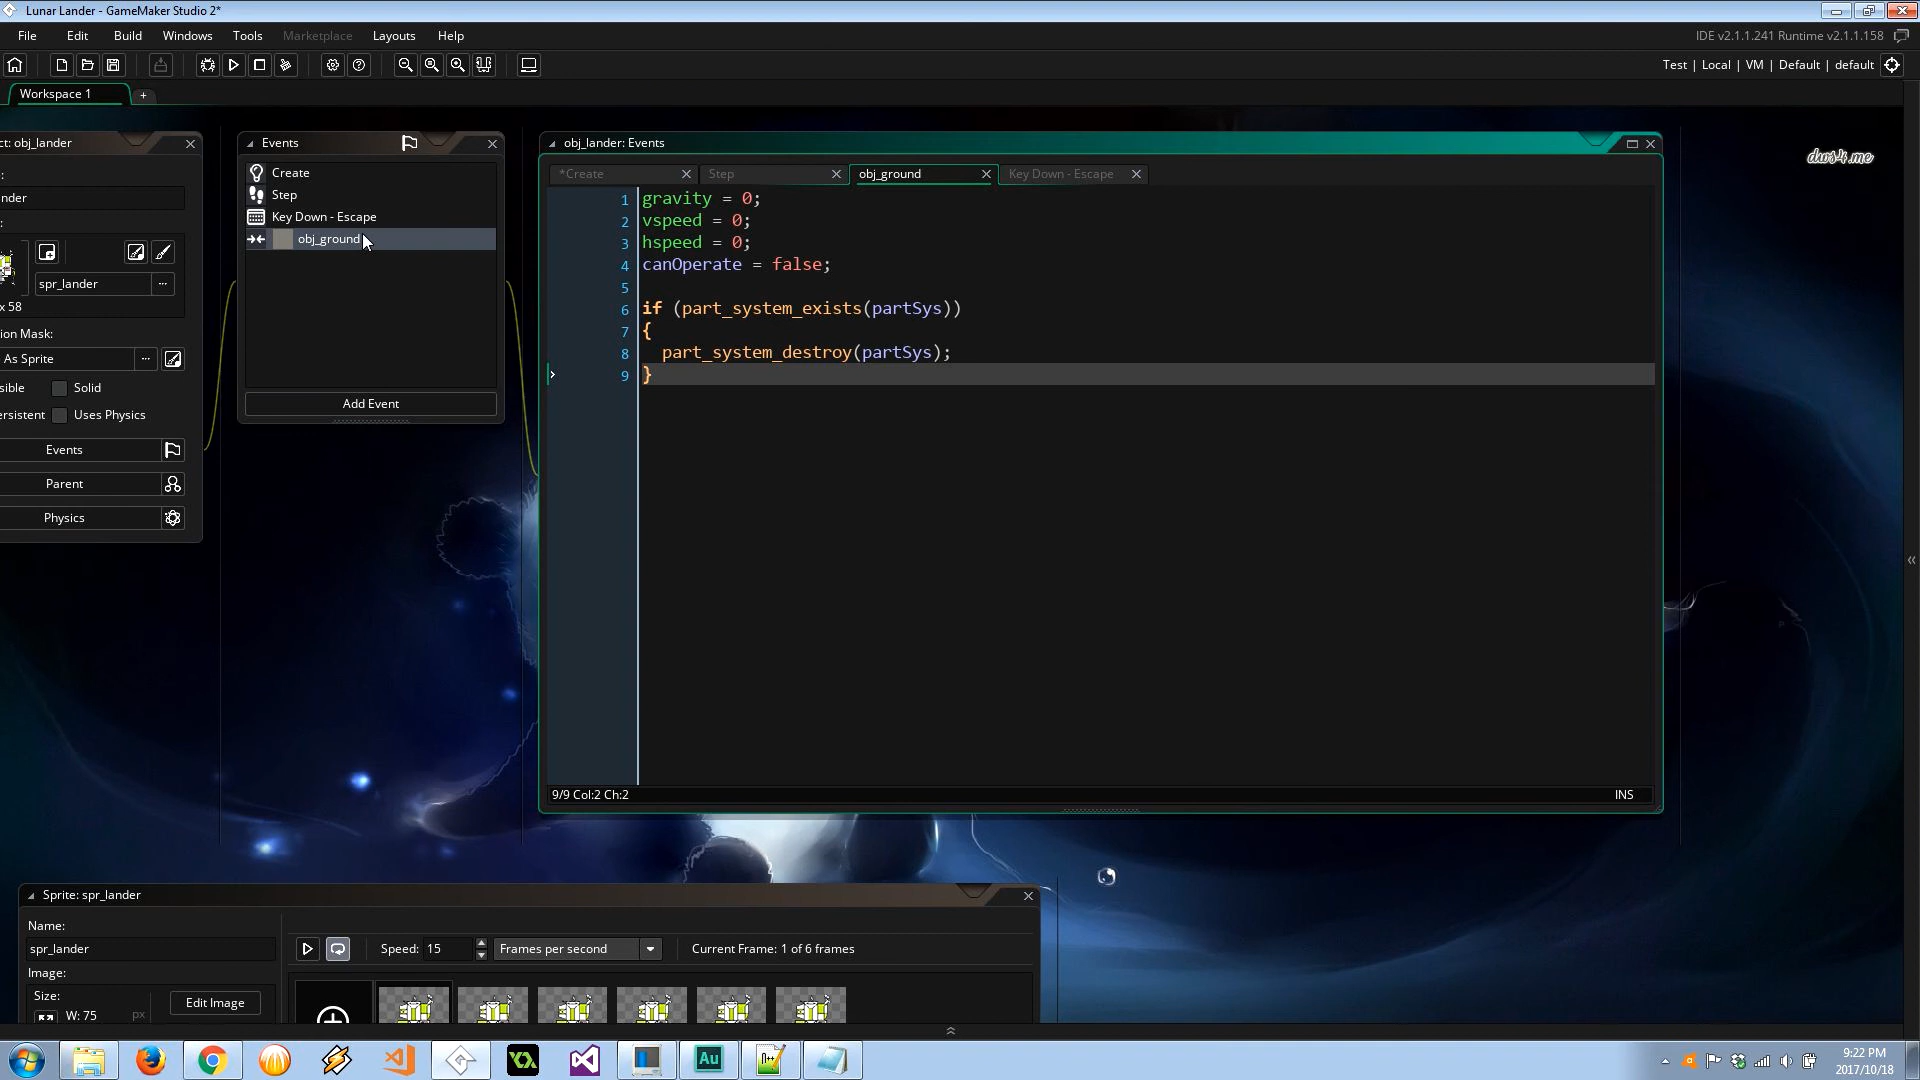 Lunar Lander - GameMaker Studio 2*
File Edit Build Windows Tools Marketplace Layouts Help
IDE v2.1.1.241 Runtime v2.1.1.158
Test | Local | VM | Default | default
Workspace 1 +
dws4.me
ct: obj_lander
Events
obj_lander: Events
*Create
Step
obj_ground
Key Down - Escape
Create
Step
Key Down - Escape
obj_ground
Add Event
nder
spr_lander ...
x 58
ion Mask:
As Sprite ...
sible Solid
ersistent Uses Physics
Events
Parent
Physics
1 gravity = 0;
2 vspeed = 0;
3 hspeed = 0;
4 canOperate = false;
5
6 if (part_system_exists(partSys))
7 {
8 part_system_destroy(partSys);
9 }
9/9 Col:2 Ch:2
INS
Sprite: spr_lander
Name:
spr_lander
Image:
Size:
W: 75 px
Edit Image
Speed: 15 Frames per second
Current Frame: 1 of 6 frames
Au
n++
9:22 PM
2017/10/18